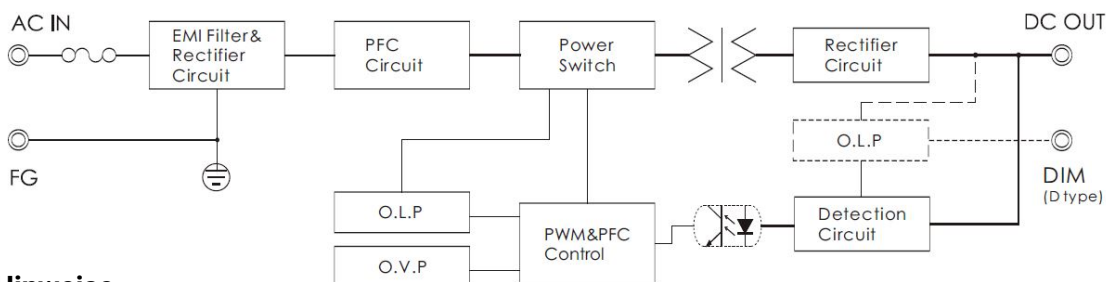 AC IN
DC OUT
EMI Filter&
Rectifier
Circuit
PFC
Circuit
Power
Switch
Rectifier
Circuit
O.L.P
FG
DIM
(D type)
O.L.P
PWM&PFC
Control
Detection
Circuit
O.V.P